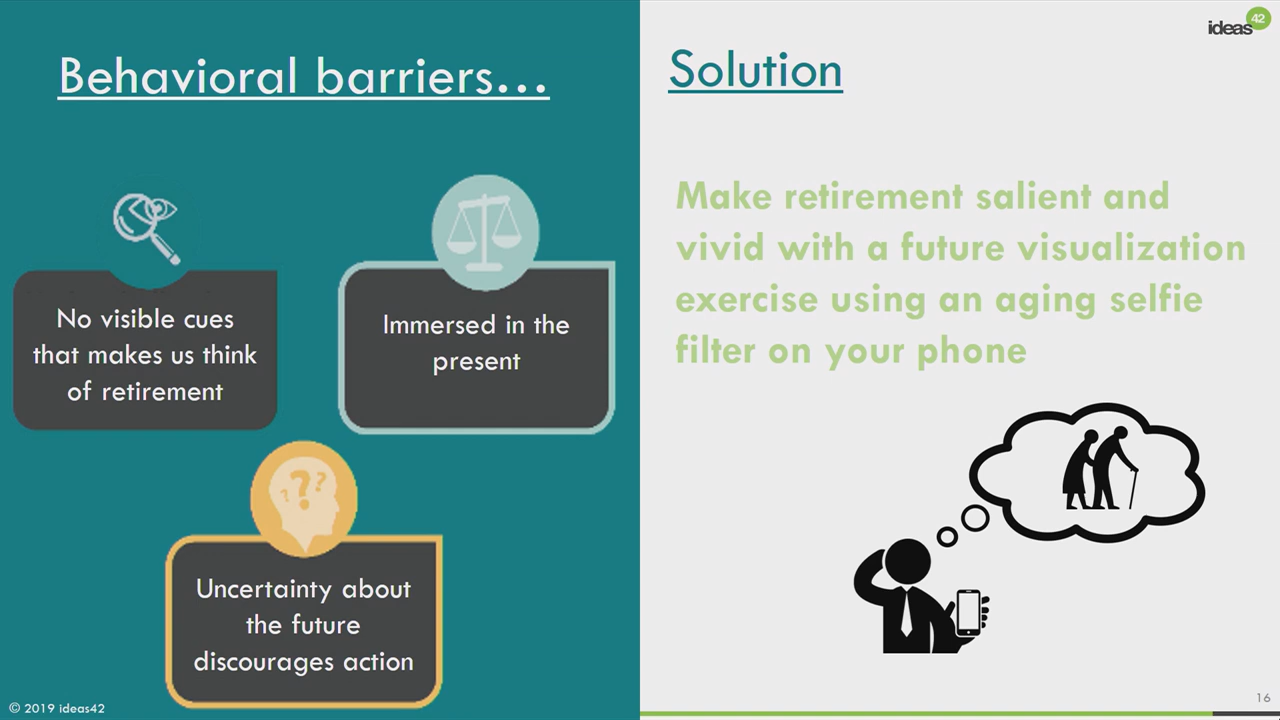 Behavioral barriers...
No visible cues
that makes us think
of retirement
Immersed in the
present
Uncertainty about
the future
discourages action
© 2019 ideas42
ideas42
Solution
Make retirement salient and
vivid with a future visualization
exercise using an aging selfie
filter on your phone
16